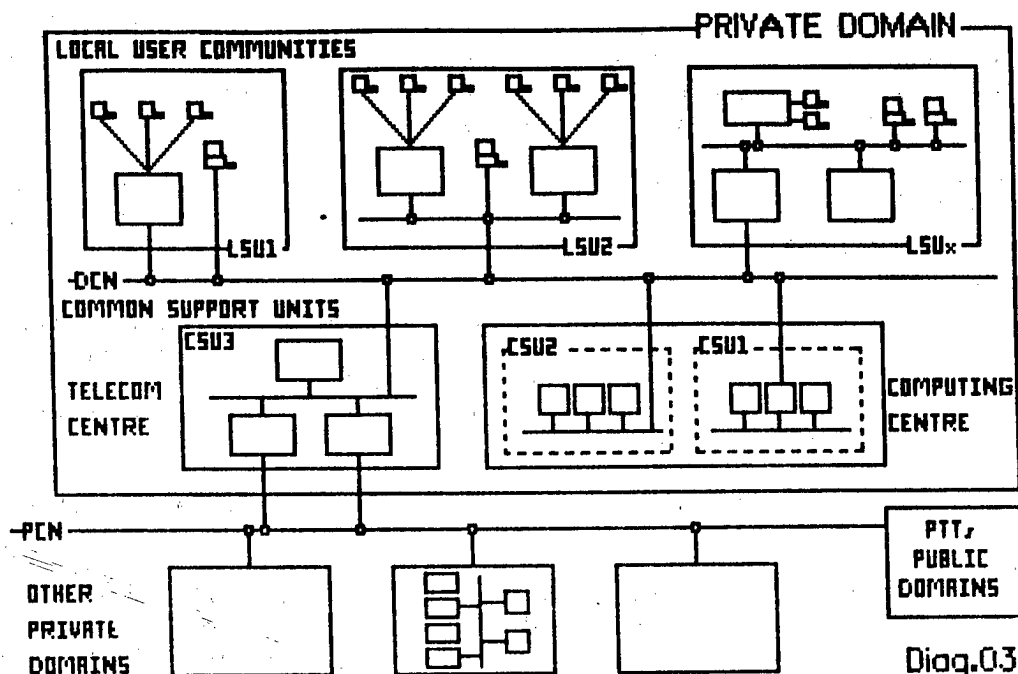 PRIVATE DOMAIN
LOCAL USER COMMUNITIES
LSU1
LSU2
LSUx
DCN
COMMON SUPPORT UNITS
CSU3
CSU2
CSU1
TELECOM
CENTRE
COMPUTING
CENTRE
PCN
PTT,
PUBLIC
DOMAINS
OTHER
PRIVATE
DOMAINS
Diag.03